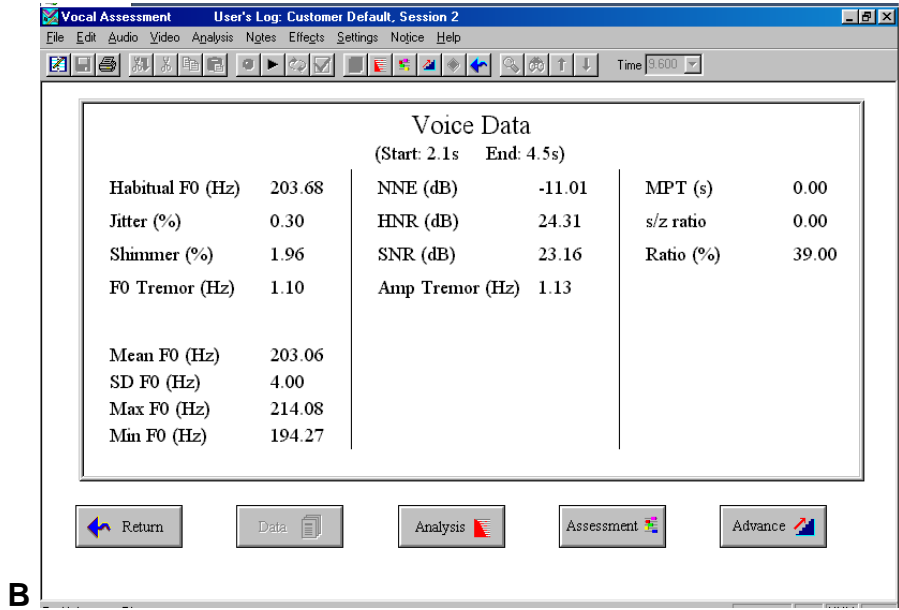 Vocal Assessment User's Log: Customer Default, Session 2
File Edit Audio Video Analysis Notes Effects Settings Notice Help
Time 9.600
Voice Data
(Start: 2.1s End: 4.5s)
Habitual F0 (Hz) 203.68 NNE (dB) -11.01 MPT (s) 0.00
Jitter (%) 0.30 HNR (dB) 24.31 s/z ratio 0.00
Shimmer (%) 1.96 SNR (dB) 23.16 Ratio (%) 39.00
F0 Tremor (Hz) 1.10 Amp Tremor (Hz) 1.13
Mean F0 (Hz) 203.06
SD F0 (Hz) 4.00
Max F0 (Hz) 214.08
Min F0 (Hz) 194.27
Return Data Analysis Assessment Advance
B